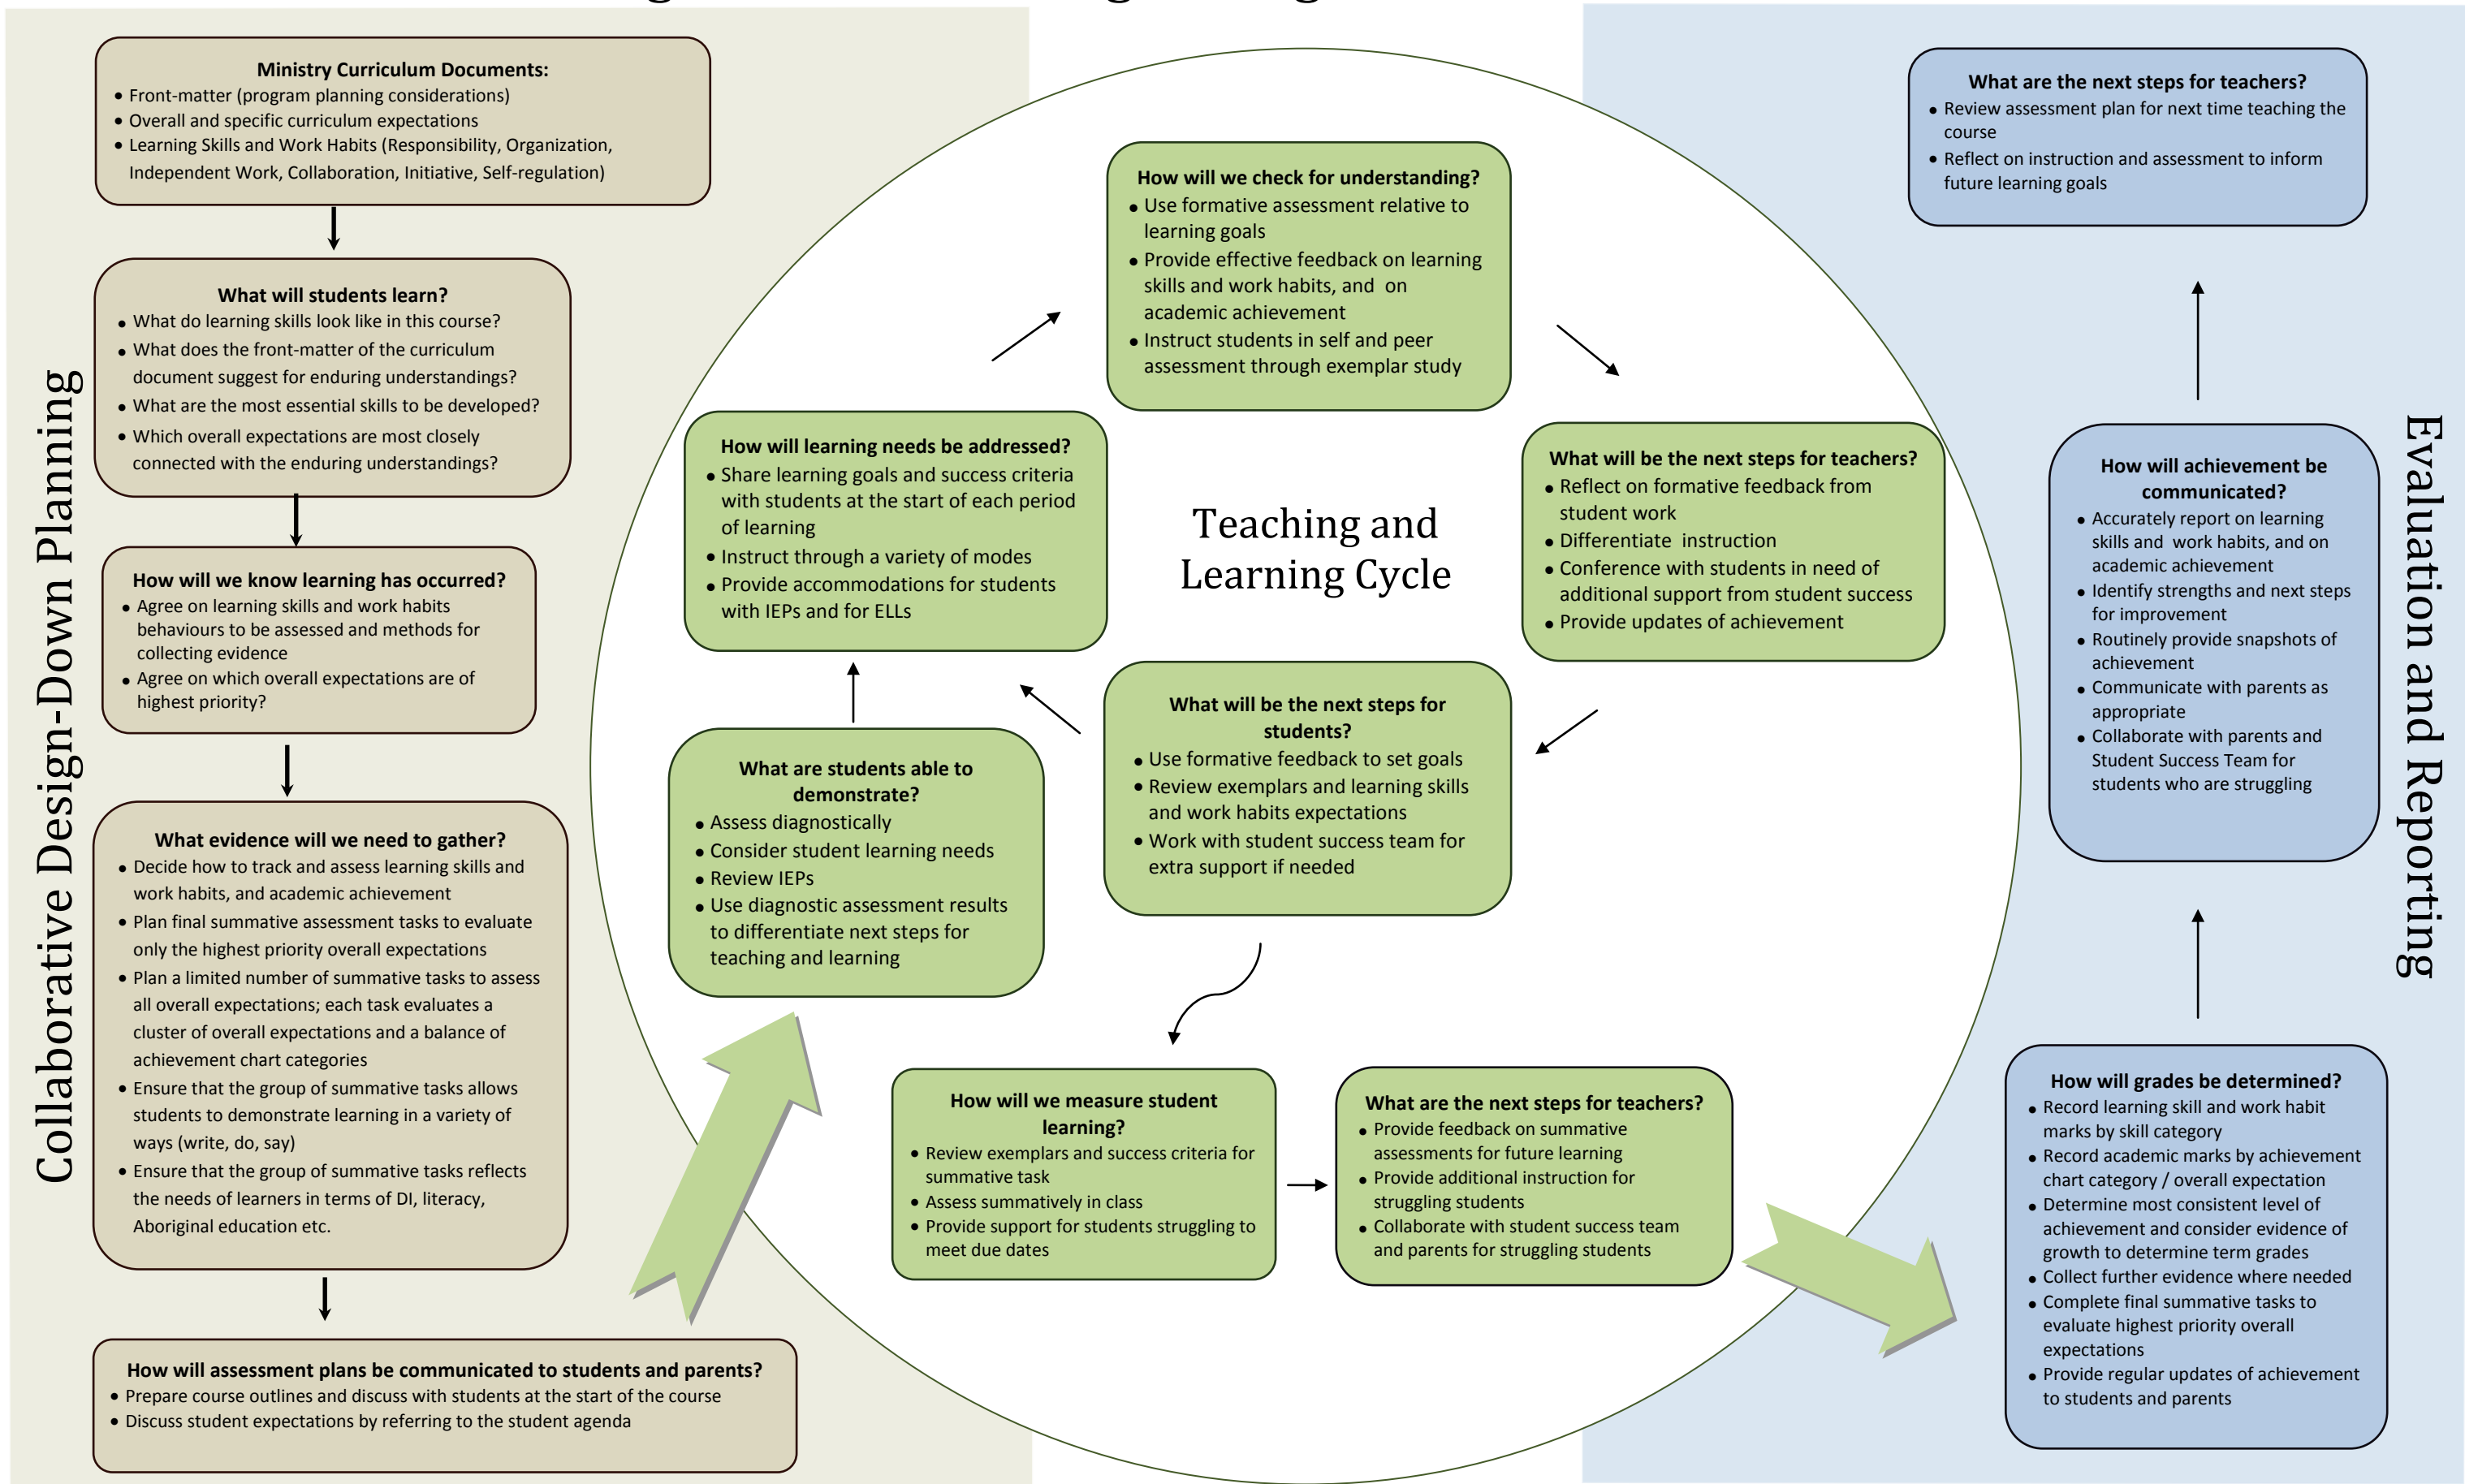 Collaborative Design-Down Planning
Ministry Curriculum Documents:
• Front-matter (program planning considerations)
• Overall and specific curriculum expectations
• Learning Skills and Work Habits (Responsibility, Organization,
Independent Work, Collaboration, Initiative, Self-regulation)
What will students learn?
• What do learning skills look like in this course?
• What does the front-matter of the curriculum
document suggest for enduring understandings?
• What are the most essential skills to be developed?
• Which overall expectations are most closely
connected with the enduring understandings?
How will we know learning has occurred?
• Agree on learning skills and work habits
behaviours to be assessed and methods for
collecting evidence
• Agree on which overall expectations are of
highest priority?
What evidence will we need to gather?
• Decide how to track and assess learning skills and
work habits, and academic achievement
• Plan final summative assessment tasks to evaluate
only the highest priority overall expectations
• Plan a limited number of summative tasks to assess
all overall expectations; each task evaluates a
cluster of overall expectations and a balance of
achievement chart categories
• Ensure that the group of summative tasks allows
students to demonstrate learning in a variety of
ways (write, do, say)
• Ensure that the group of summative tasks reflects
the needs of learners in terms of DI, literacy,
Aboriginal education etc.
How will assessment plans be communicated to students and parents?
• Prepare course outlines and discuss with students at the start of the course
• Discuss student expectations by referring to the student agenda
Teaching and
Learning Cycle
What are students able to
demonstrate?
• Assess diagnostically
• Consider student learning needs
• Review IEPs
• Use diagnostic assessment results
to differentiate next steps for
teaching and learning
How will learning needs be addressed?
• Share learning goals and success criteria
with students at the start of each period
of learning
• Instruct through a variety of modes
• Provide accommodations for students
with IEPs and for ELLs
How will we check for understanding?
• Use formative assessment relative to
learning goals
• Provide effective feedback on learning
skills and work habits, and on
academic achievement
• Instruct students in self and peer
assessment through exemplar study
What will be the next steps for teachers?
• Reflect on formative feedback from
student work
• Differentiate instruction
• Conference with students in need of
additional support from student success
• Provide updates of achievement
What will be the next steps for
students?
• Use formative feedback to set goals
• Review exemplars and learning skills
and work habits expectations
• Work with student success team for
extra support if needed
How will we measure student
learning?
• Review exemplars and success criteria for
summative task
• Assess summatively in class
• Provide support for students struggling to
meet due dates
What are the next steps for teachers?
• Provide feedback on summative
assessments for future learning
• Provide additional instruction for
struggling students
• Collaborate with student success team
and parents for struggling students
Evaluation and Reporting
How will grades be determined?
• Record learning skill and work habit
marks by skill category
• Record academic marks by achievement
chart category / overall expectation
• Determine most consistent level of
achievement and consider evidence of
growth to determine term grades
• Collect further evidence where needed
• Complete final summative tasks to
evaluate highest priority overall
expectations
• Provide regular updates of achievement
to students and parents
How will achievement be
communicated?
• Accurately report on learning
skills and work habits, and on
academic achievement
• Identify strengths and next steps
for improvement
• Routinely provide snapshots of
achievement
• Communicate with parents as
appropriate
• Collaborate with parents and
Student Success Team for
students who are struggling
What are the next steps for teachers?
• Review assessment plan for next time teaching the
course
• Reflect on instruction and assessment to inform
future learning goals